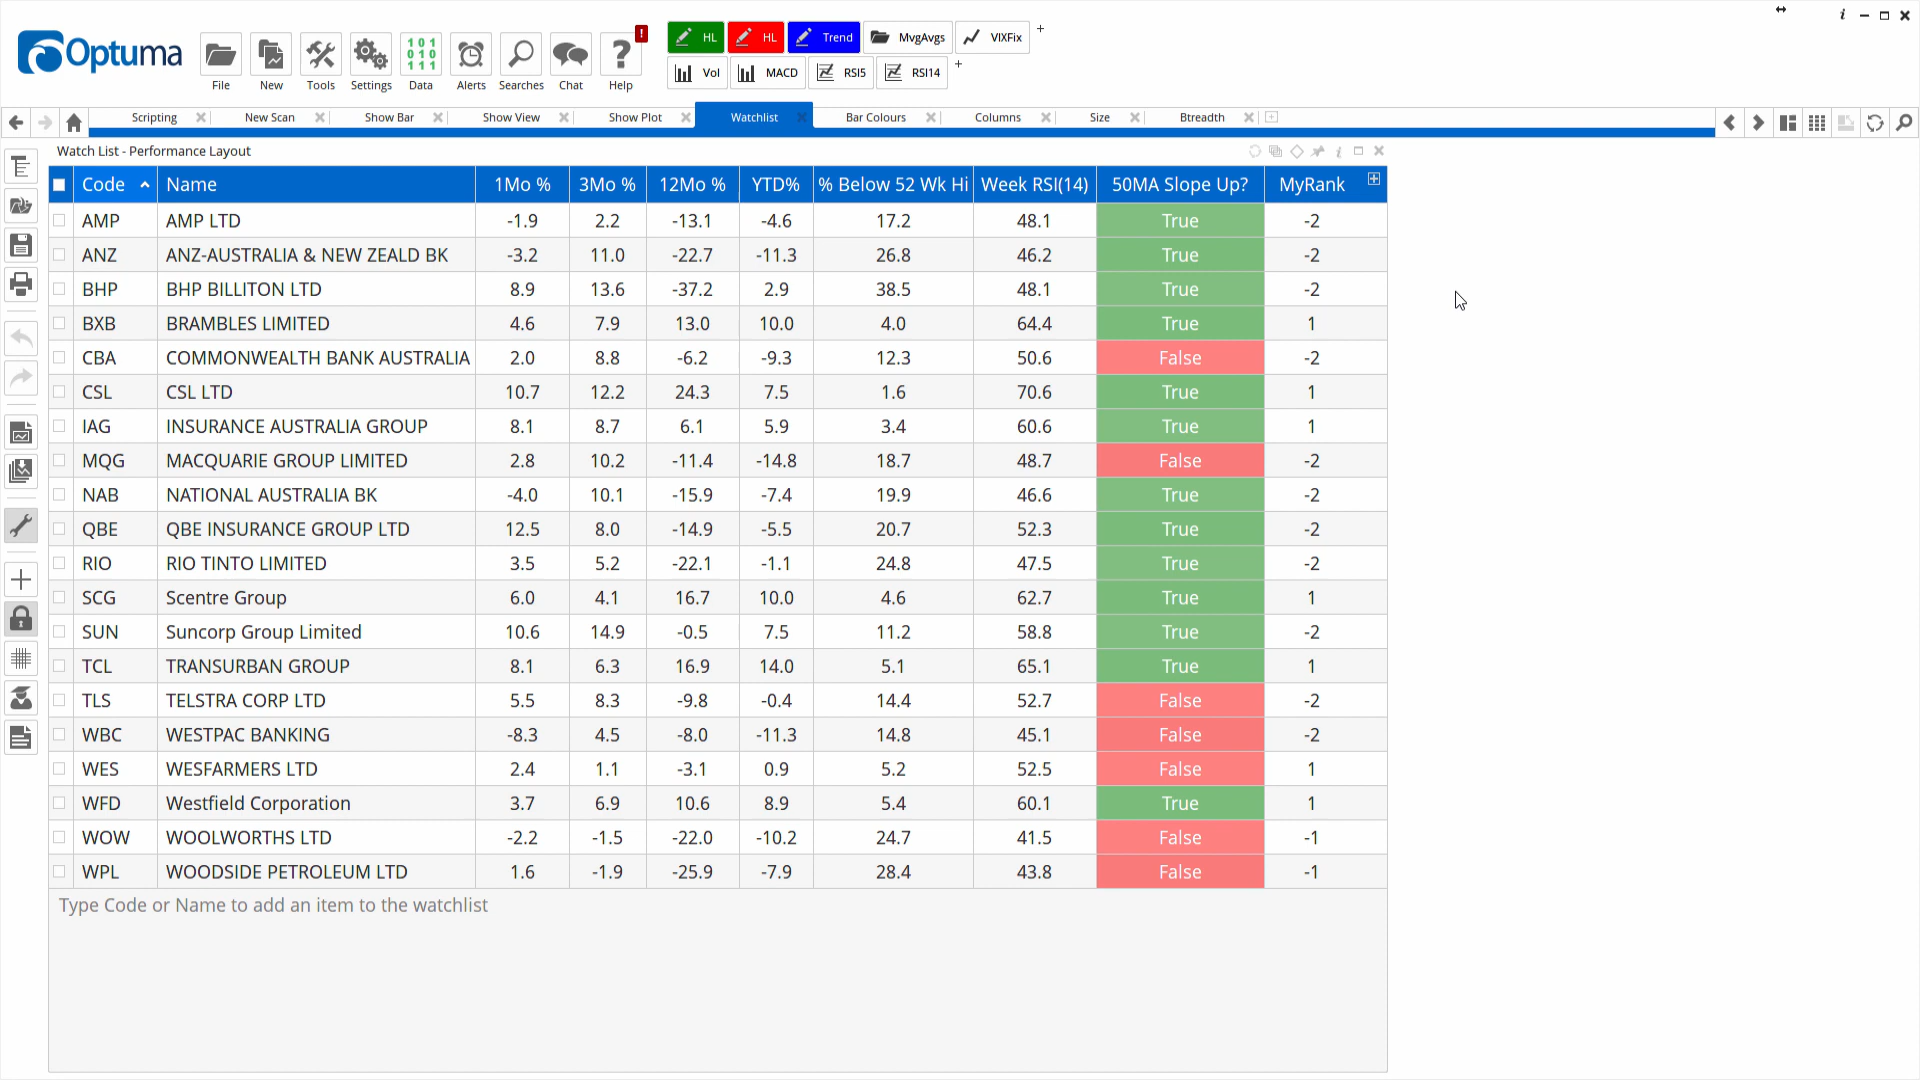 Optuma
File New Tools Settings Data Alerts Searches Chat Help
HL HL Trend MvgAvgs VIXFix
Vol MACD RSI5 RSI14
Scripting New Scan Show Bar Show View Show Plot Watchlist Bar Colours Columns Size Btreadth
Watch List - Performance Layout
Code Name 1Mo % 3Mo % 12Mo % YTD% % Below 52 Wk Hi Week RSI(14) 50MA Slope Up? MyRank
AMP AMP LTD -1.9 2.2 -13.1 -4.6 17.2 48.1 True -2
ANZ ANZ-AUSTRALIA & NEW ZEALD BK -3.2 11.0 -22.7 -11.3 26.8 46.2 True -2
BHP BHP BILLITON LTD 8.9 13.6 -37.2 2.9 38.5 48.1 True -2
BXB BRAMBLES LIMITED 4.6 7.9 13.0 10.0 4.0 64.4 True 1
CBA COMMONWEALTH BANK AUSTRALIA 2.0 8.8 -6.2 -9.3 12.3 50.6 False -2
CSL CSL LTD 10.7 12.2 24.3 7.5 1.6 70.6 True 1
IAG INSURANCE AUSTRALIA GROUP 8.1 8.7 6.1 5.9 3.4 60.6 True 1
MQG MACQUARIE GROUP LIMITED 2.8 10.2 -11.4 -14.8 18.7 48.7 False -2
NAB NATIONAL AUSTRALIA BK -4.0 10.1 -15.9 -7.4 19.9 46.6 True -2
QBE QBE INSURANCE GROUP LTD 12.5 8.0 -14.9 -5.5 20.7 52.3 True -2
RIO RIO TINTO LIMITED 3.5 5.2 -22.1 -1.1 24.8 47.5 True -2
SCG Scentre Group 6.0 4.1 16.7 10.0 4.6 62.7 True 1
SUN Suncorp Group Limited 10.6 14.9 -0.5 7.5 11.2 58.8 True -2
TCL TRANSURBAN GROUP 8.1 6.3 16.9 14.0 5.1 65.1 True 1
TLS TELSTRA CORP LTD 5.5 8.3 -9.8 -0.4 14.4 52.7 False -2
WBC WESTPAC BANKING -8.3 4.5 -8.0 -11.3 14.8 45.1 False -2
WES WESFARMERS LTD 2.4 1.1 -3.1 0.9 5.2 52.5 False 1
WFD Westfield Corporation 3.7 6.9 10.6 8.9 5.4 60.1 True 1
WOW WOOLWORTHS LTD -2.2 -1.5 -22.0 -10.2 24.7 41.5 False -1
WPL WOODSIDE PETROLEUM LTD 1.6 -1.9 -25.9 -7.9 28.4 43.8 False -1
Type Code or Name to add an item to the watchlist